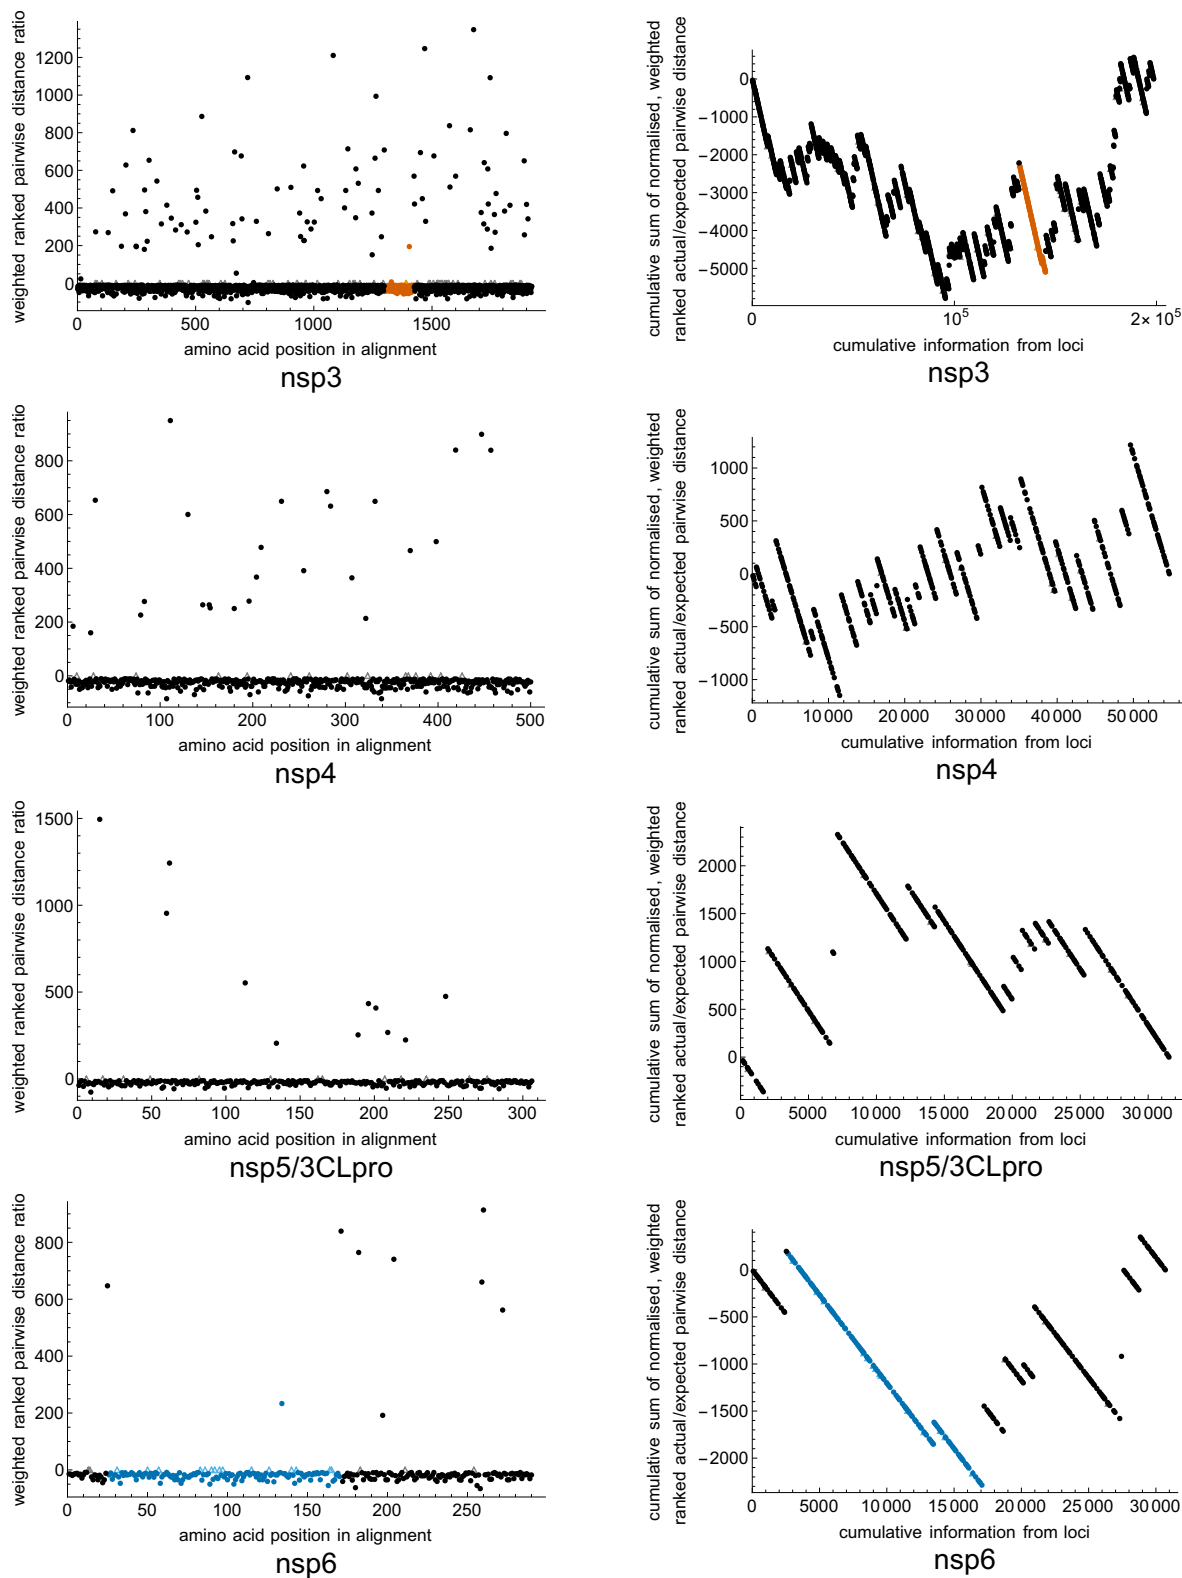 weighted ranked pairwise distance ratio
1200
1000
800
600
400
200
0
0 500 1000 1500
amino acid position in alignment
nsp3
cumulative sum of normalised, weighted
ranked actual/expected pairwise distance
0
−1000
−2000
−3000
−4000
−5000
0 10⁵ 2×10⁵
cumulative information from loci
nsp3
weighted ranked pairwise distance ratio
800
600
400
200
0
0 100 200 300 400 500
amino acid position in alignment
nsp4
cumulative sum of normalised, weighted
ranked actual/expected pairwise distance
1000
500
0
−500
−1000
0 10000 20000 30000 40000 50000
cumulative information from loci
nsp4
weighted ranked pairwise distance ratio
1500
1000
500
0
0 50 100 150 200 250 300
amino acid position in alignment
nsp5/3CLpro
cumulative sum of normalised, weighted
ranked actual/expected pairwise distance
2000
1500
1000
500
0
0 5000 10000 15000 20000 25000 30000
cumulative information from loci
nsp5/3CLpro
weighted ranked pairwise distance ratio
800
600
400
200
0
0 50 100 150 200 250
amino acid position in alignment
nsp6
cumulative sum of normalised, weighted
ranked actual/expected pairwise distance
0
−500
−1000
−1500
−2000
0 5000 10000 15000 20000 25000 30000
cumulative information from loci
nsp6